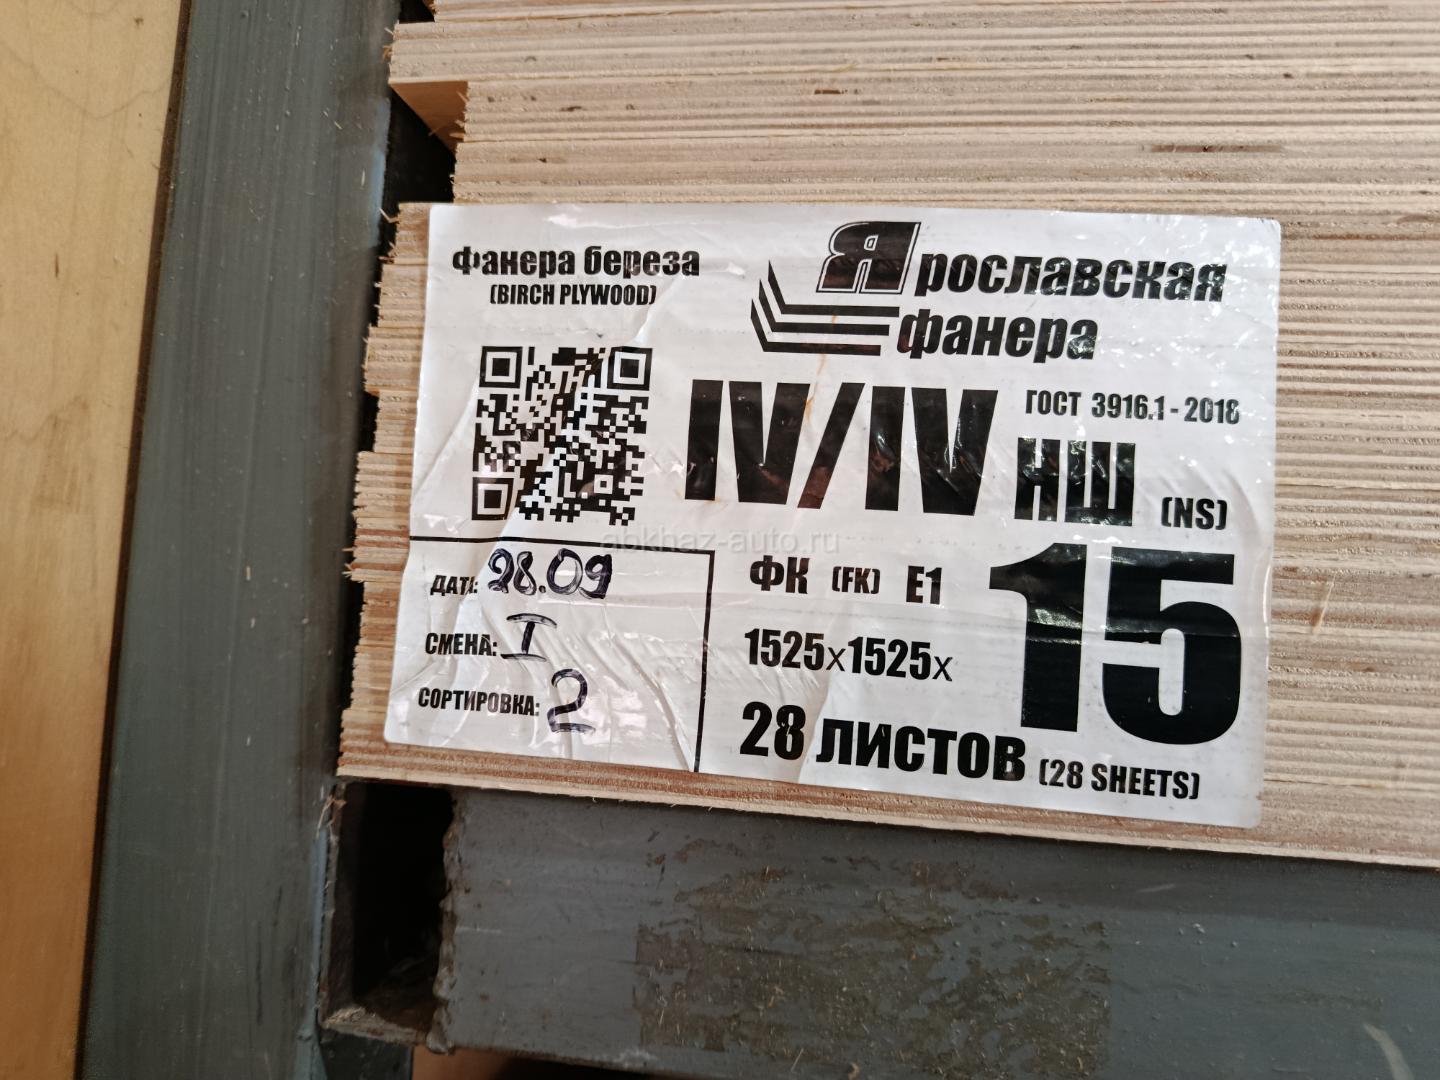 Фанера береза
(BIRCH PLYWOOD)
Ярославская
фанера
IV/IV
ГОСТ 3916.1 - 2018
НШ (NS)
ФК (FK) E1
15
1525x1525x
28 ЛИСТОВ (28 SHEETS)
ДАТА: 28.09
СМЕНА: I
СОРТИРОВКА: 2
abkhaz-auto.ru